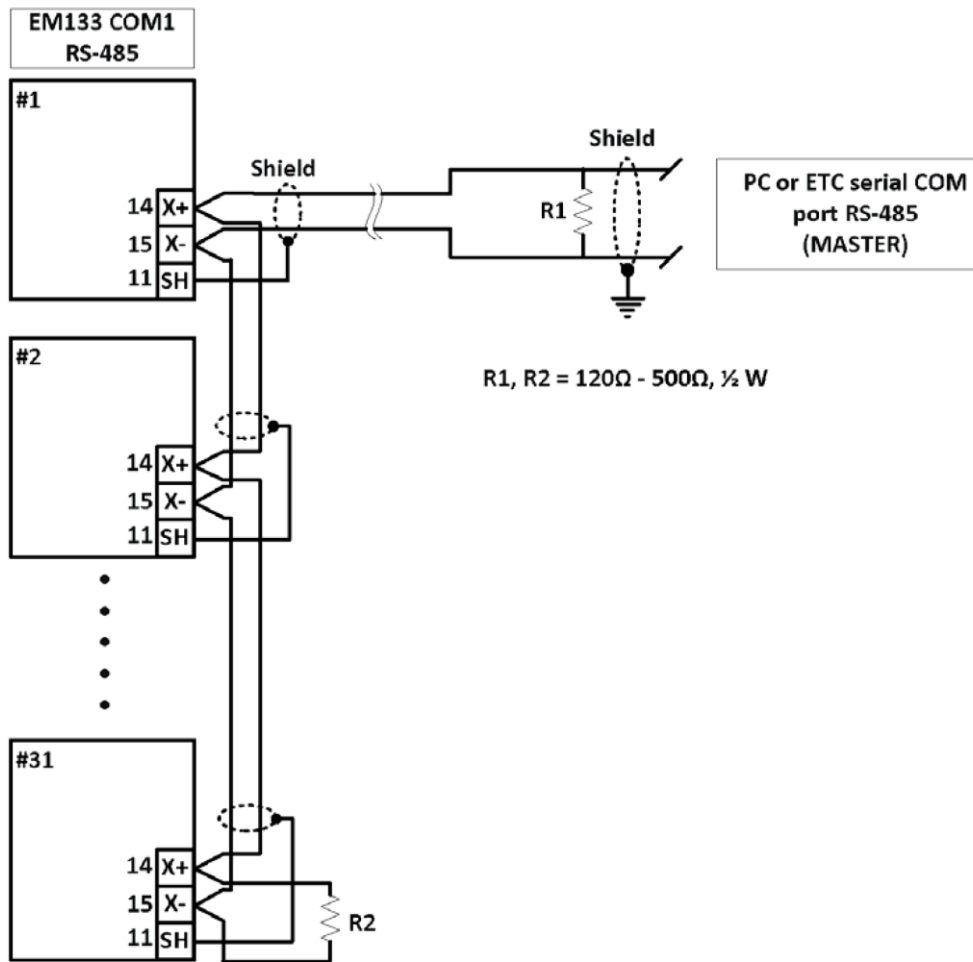 EM133 COM1
RS-485
#1
14 X+
15 X-
11 SH
Shield
Shield
R1
PC or ETC serial COM
port RS-485
(MASTER)
R1, R2 = 120Ω - 500Ω, ½ W
#2
14 X+
15 X-
11 SH
#31
14 X+
15 X-
11 SH
R2